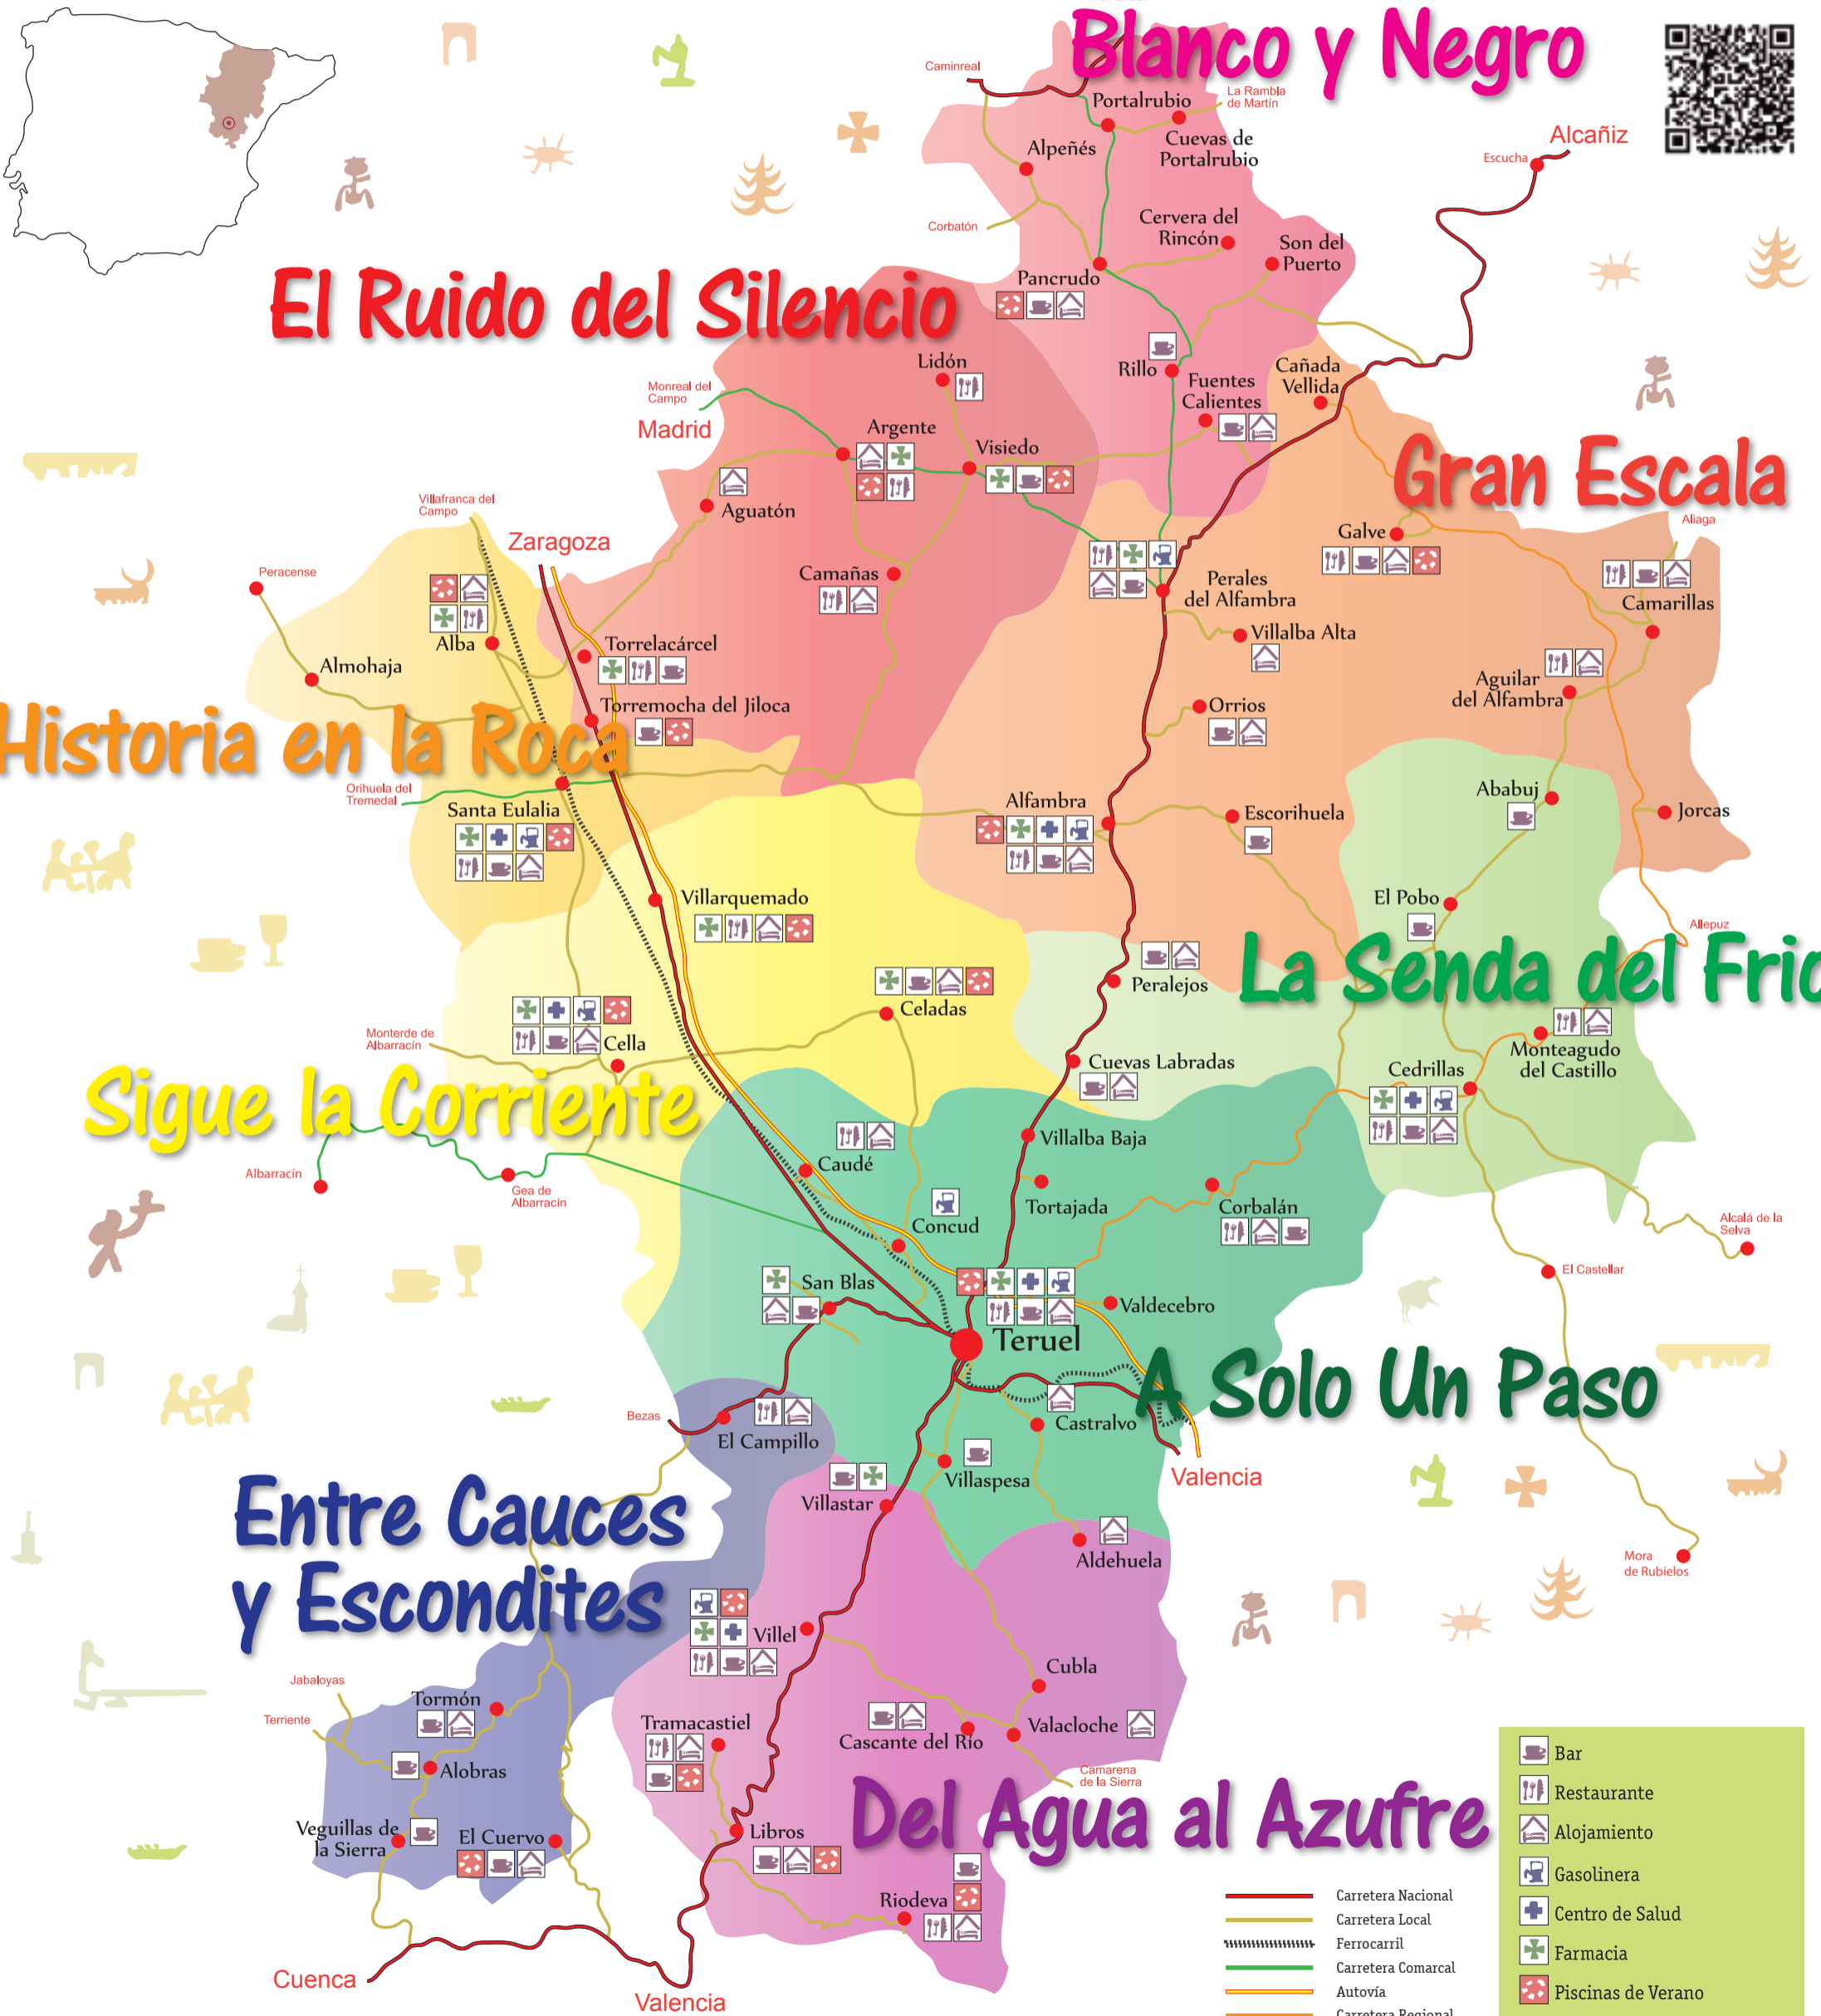 Blanco y Negro
Caminreal
Portalrubio
La Rambla
de Martín
Cuevas de
Portalrubio
Alpeñés
Alcañiz
Escucha
Corbatón
Cervera del
Rincón
Son del
Puerto
Pancrudo
El Ruido del Silencio
Lidón
Rillo
Cañada
Vellida
Fuentes
Calientes
Monreal del
Campo
Madrid
Argente
Visiedo
Gran Escala
Aguatón
Villafranca del
Campo
Zaragoza
Galve
Aliaga
Peracense
Camañas
Perales
del Alfambra
Camarillas
Villalba Alta
Alba
Torrelacárcel
Almohaja
Aguilar
del Alfambra
Torremocha del Jiloca
Orrios
Historia en la Roca
Orihuela del
Tremedal
Santa Eulalia
Alfambra
Escorihuela
Ababuj
Jorcas
Villarquemado
El Pobo
Allepuz
La Senda del Frio
Peralejos
Celadas
Monterde de
Albarracín
Cella
Cuevas Labradas
Monteagudo
del Castillo
Cedrillas
Sigue la Corriente
Villalba Baja
Caudé
Albarracín
Gea de
Albarracín
Tortajada
Corbalán
Concud
Alcalá de la
Selva
El Castellar
San Blas
Valdecebro
Teruel
A Solo Un Paso
Bezas
El Campillo
Castralvo
Villaspesa
Valencia
Villastar
Entre Cauces
y Escondites
Aldehuela
Mora
de Rubielos
Villel
Cubla
Jabaloyas
Terriente
Tormón
Tramacastiel
Cascante del Río
Valacloche
Alobras
Camarena
de la Sierra
Del Agua al Azufre
Veguillas de
la Sierra
El Cuervo
Libros
Riodeva
Cuenca
Valencia
Bar
Restaurante
Alojamiento
Gasolinera
Centro de Salud
Farmacia
Piscinas de Verano
Carretera Nacional
Carretera Local
Ferrocarril
Carretera Comarcal
Autovía
Carretera Regional